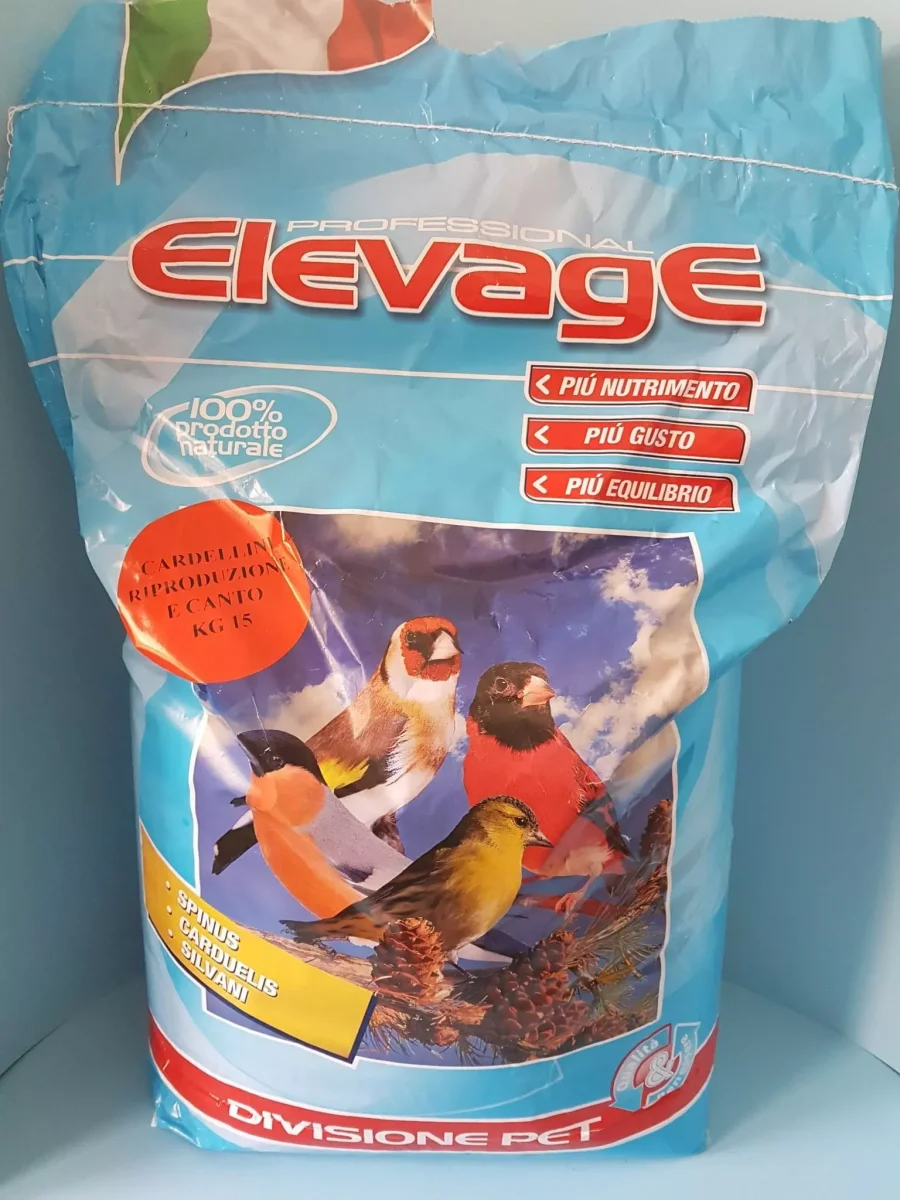 PROFESSIONAL
ElevagE
PIÚ NUTRIMENTO
PIÚ GUSTO
PIÚ EQUILIBRIO
100%
prodotto
naturalE
CARDELLINI
RIPRODUZIONE
E CANTO
KG 15
• SPINUS
• CARDUELIS
• SILVANI
Qualità
&
DIVISIONE PET